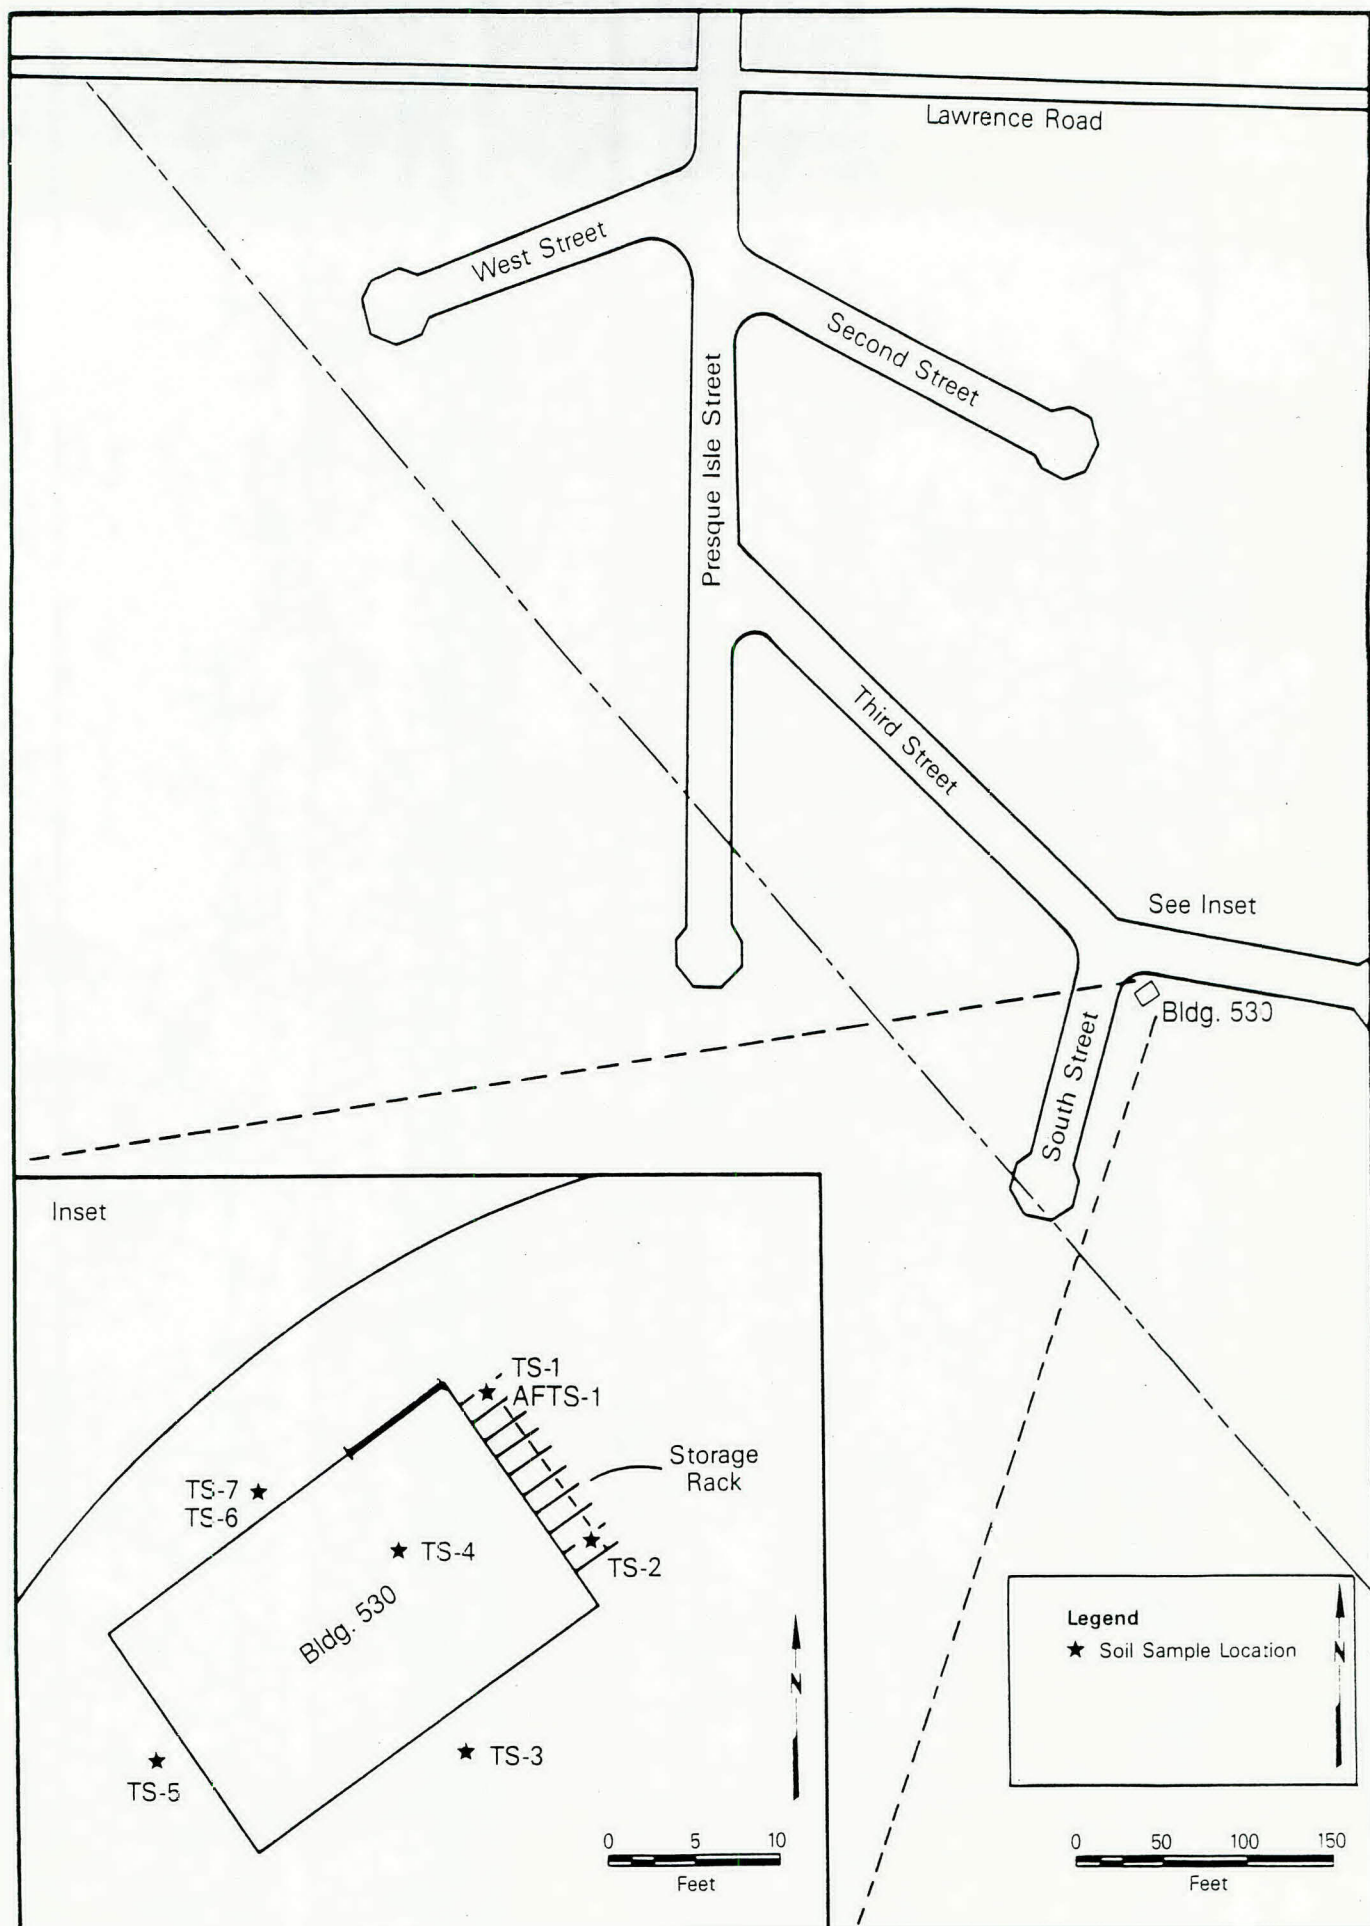 Lawrence Road
West Street
Second Street
Presque Isle Street
Third Street
See Inset
Bldg. 530
South Street
Inset
TS-1
AFTS-1
Storage
Rack
TS-7
TS-6
TS-4
TS-2
Bldg. 530
TS-3
TS-5
N
0 5 10
Feet
Legend
★ Soil Sample Location
N
0 50 100 150
Feet